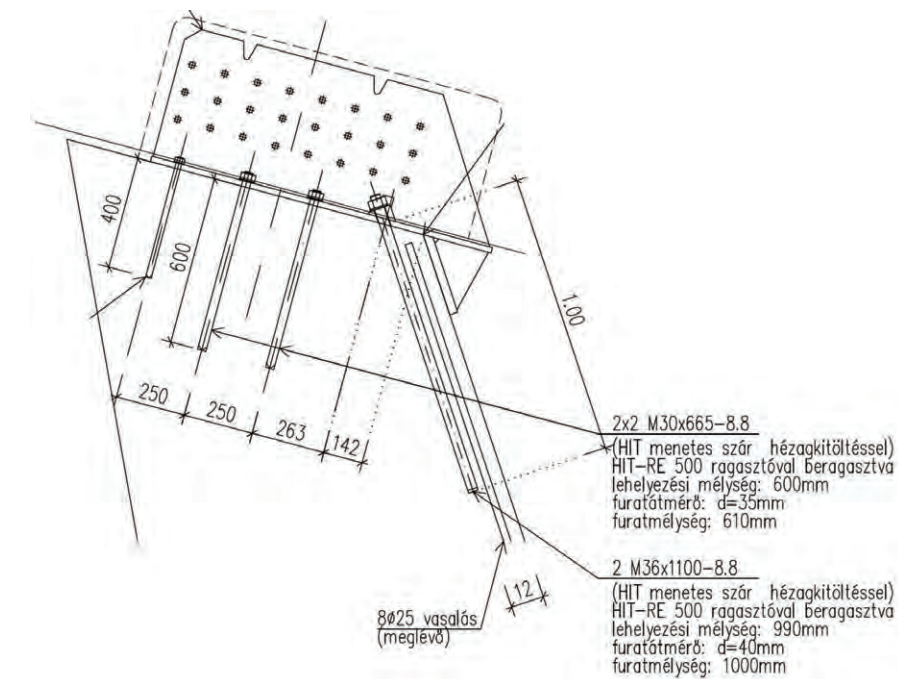 400
600
1.00
250
250
263
142
2x2 M30x665-8.8
(HIT menetes szár hézagkitöltéssel)
HIT-RE 500 ragasztóval beragasztva
lehelyezési mélység: 600mm
furatátmérő: d=35mm
furatmélység: 610mm
2 M36x1100-8.8
(HIT menetes szár hézagkitöltéssel)
HIT-RE 500 ragasztóval beragasztva
lehelyezési mélység: 990mm
furatátmérő: d=40mm
furatmélység: 1000mm
12
8ø25 vasalás
(meglévő)